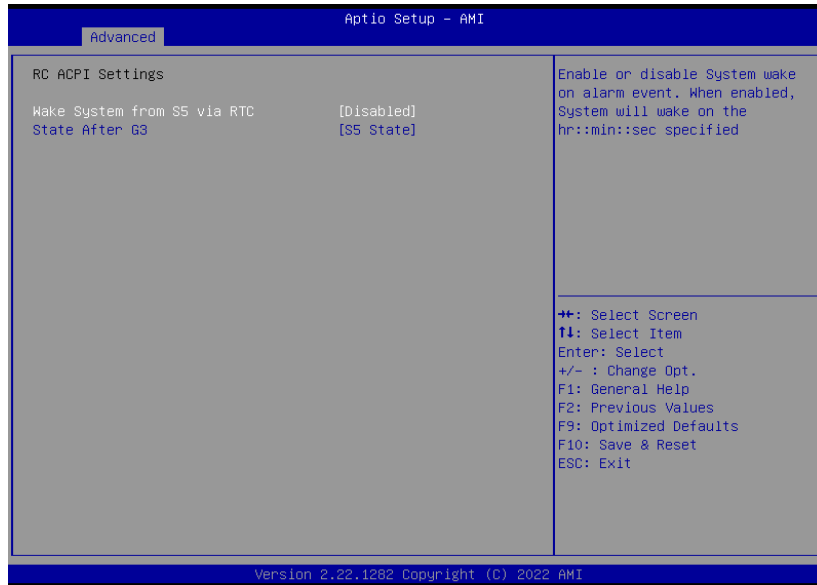 Aptio Setup – AMI
Advanced
RC ACPI Settings
Wake System from S5 via RTC [Disabled]
State After G3 [S5 State]
Enable or disable System wake
on alarm event. When enabled,
System will wake on the
hr::min::sec specified
→←: Select Screen
↑↓: Select Item
Enter: Select
+/– : Change Opt.
F1: General Help
F2: Previous Values
F9: Optimized Defaults
F10: Save & Reset
ESC: Exit
Version 2.22.1282 Copyright (C) 2022 AMI